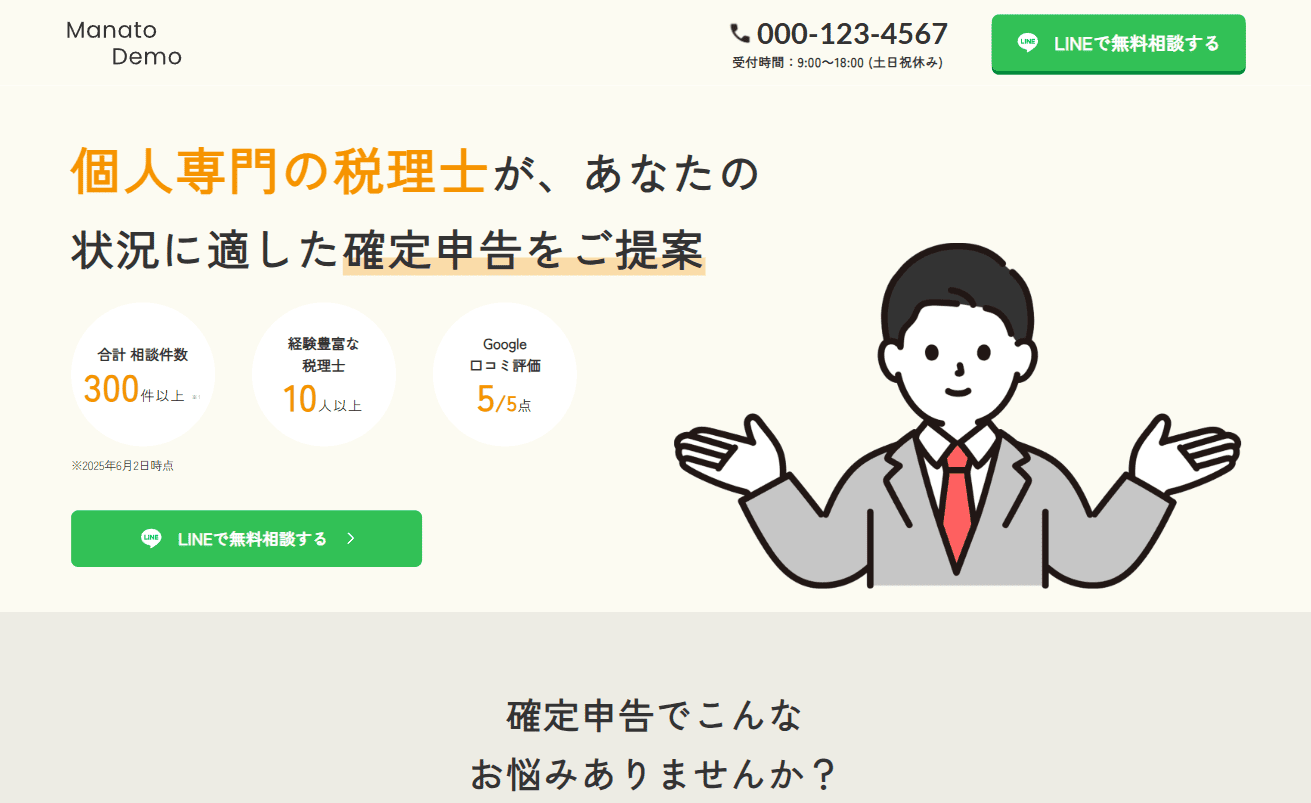 Manato
Demo
000-123-4567
受付時間：9:00〜18:00 (土日祝休み)
LINE
LINEで無料相談する
個人専門の税理士が、あなたの
状況に適した確定申告をご提案
合計 相談件数
300件以上
経験豊富な
税理士
10人以上
Google
口コミ評価
5/5点
※2025年6月2日時点
LINE
LINEで無料相談する
確定申告でこんな
お悩みありませんか？